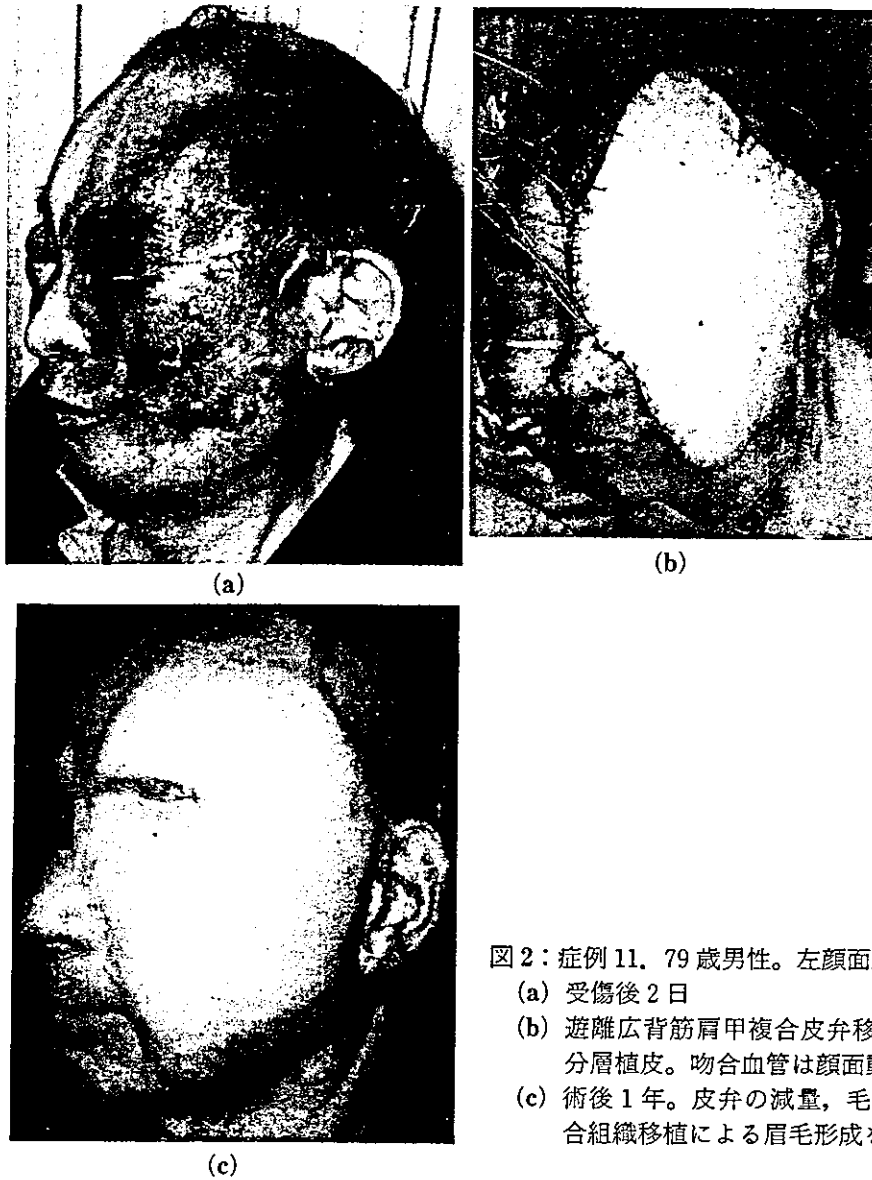 (a)
(b)
(c)
図2：症例11．79歳男性。左顔面
(a) 受傷後2日
(b) 遊離広背筋肩甲複合皮弁移
分層植皮。吻合血管は顔面動
(c) 術後1年。皮弁の減量，毛
合組織移植による眉毛形成を